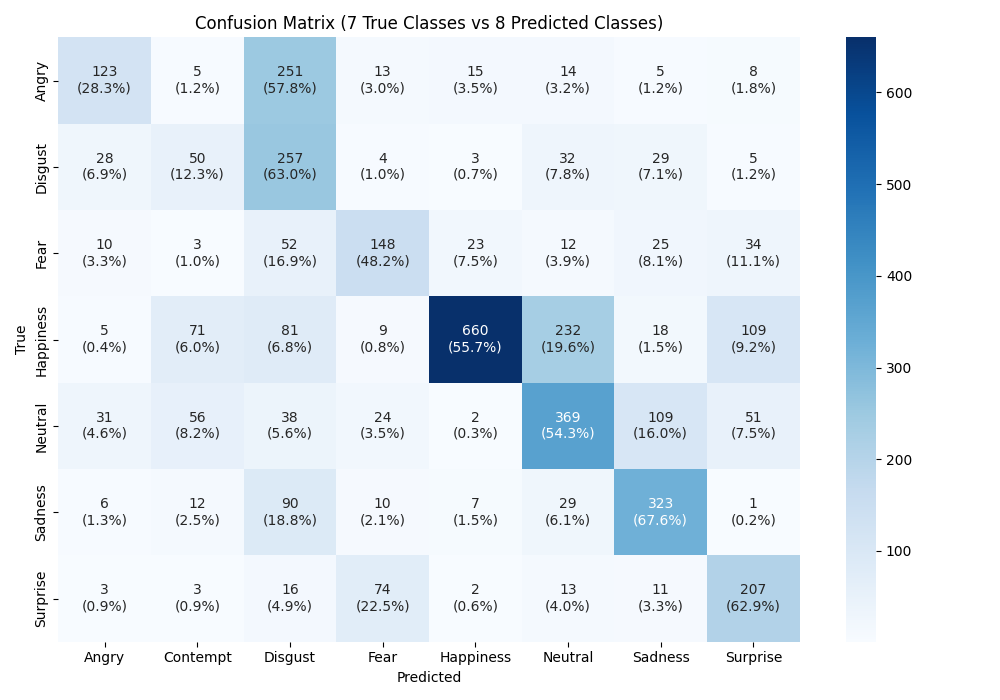 Confusion Matrix (7 True Classes vs 8 Predicted Classes)
Angry
123 5 251 13 15 14 5 8
(28.3%) (1.2%) (57.8%) (3.0%) (3.5%) (3.2%) (1.2%) (1.8%)
Disgust
28 50 257 4 3 32 29 5
(6.9%) (12.3%) (63.0%) (1.0%) (0.7%) (7.8%) (7.1%) (1.2%)
Fear
10 3 52 148 23 12 25 34
(3.3%) (1.0%) (16.9%) (48.2%) (7.5%) (3.9%) (8.1%) (11.1%)
True
Happiness
5 71 81 9 660 232 18 109
(0.4%) (6.0%) (6.8%) (0.8%) (55.7%) (19.6%) (1.5%) (9.2%)
Neutral
31 56 38 24 2 369 109 51
(4.6%) (8.2%) (5.6%) (3.5%) (0.3%) (54.3%) (16.0%) (7.5%)
Sadness
6 12 90 10 7 29 323 1
(1.3%) (2.5%) (18.8%) (2.1%) (1.5%) (6.1%) (67.6%) (0.2%)
Surprise
3 3 16 74 2 13 11 207
(0.9%) (0.9%) (4.9%) (22.5%) (0.6%) (4.0%) (3.3%) (62.9%)
Angry Contempt Disgust Fear Happiness Neutral Sadness Surprise
Predicted
600
500
400
300
200
100